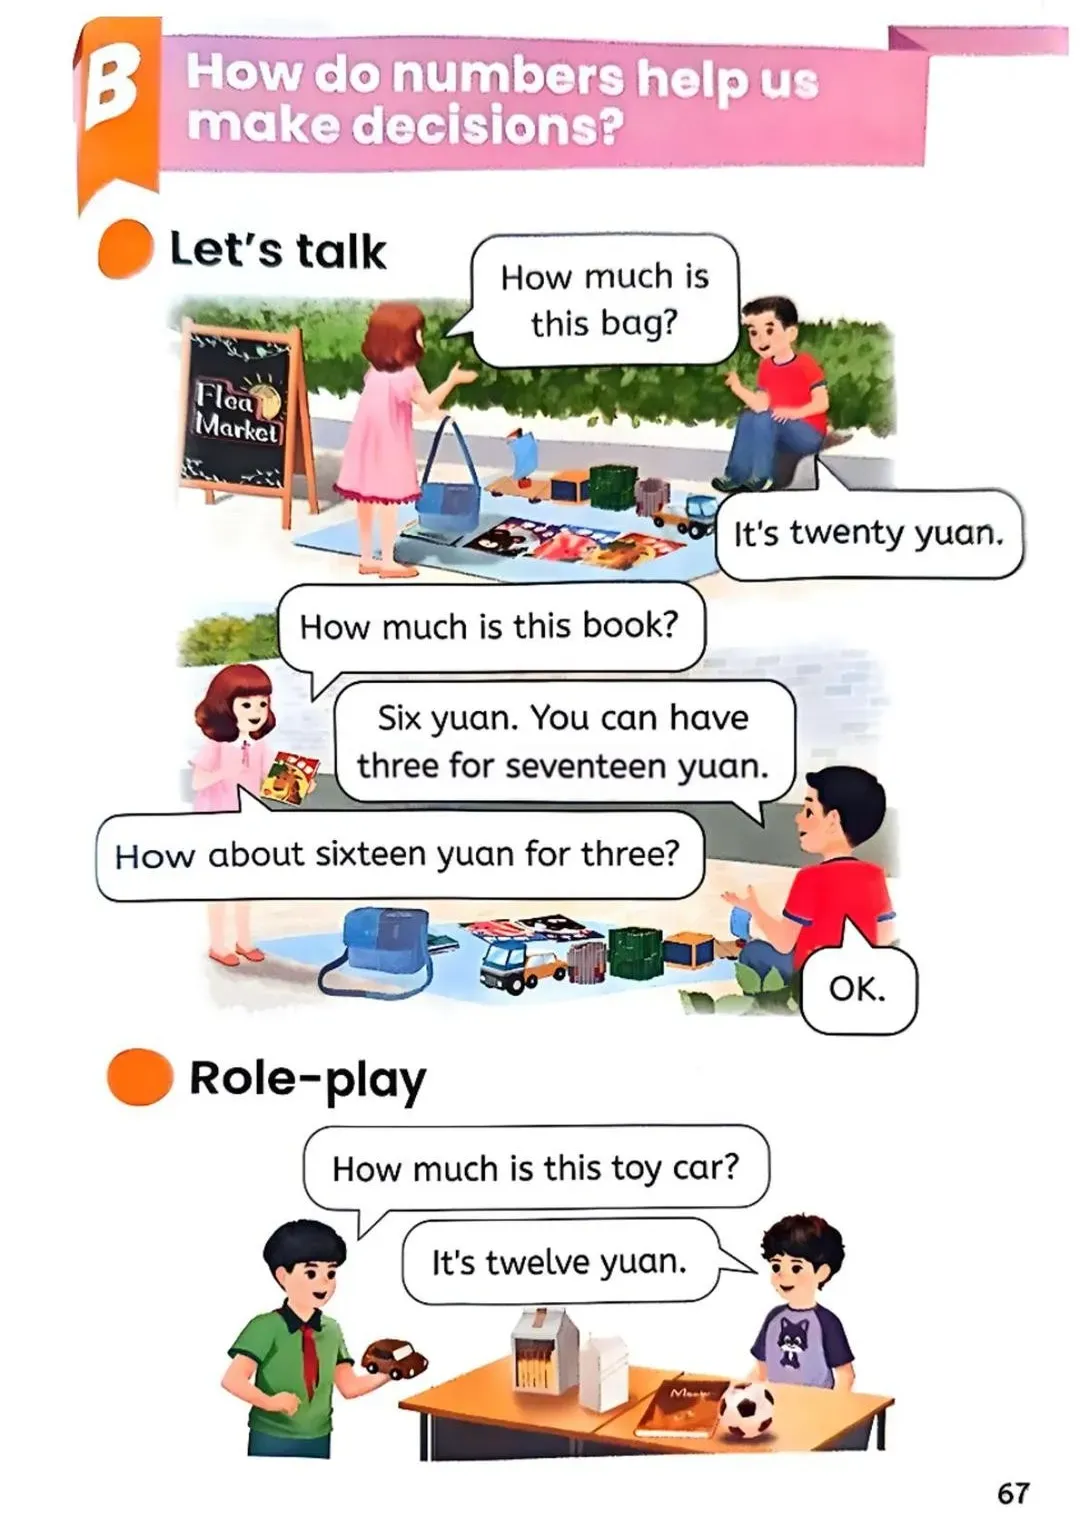 B
How do numbers help us
make decisions?
Let's talk
How much is
this bag?
Flea
Market
It's twenty yuan.
How much is this book?
Six yuan. You can have
three for seventeen yuan.
How about sixteen yuan for three?
OK.
Role-play
How much is this toy car?
It's twelve yuan.
67